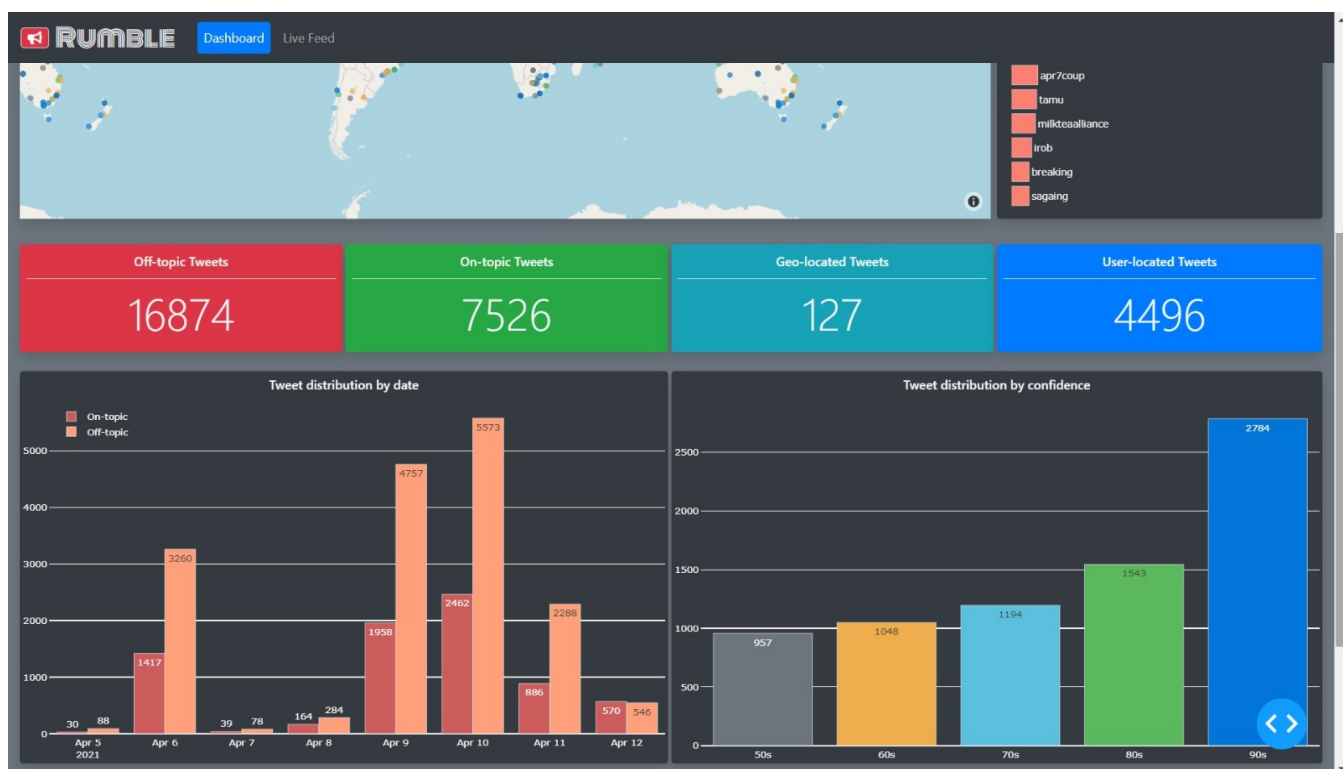 RUMBLE Dashboard Live Feed
apr7coup
tamu
milkteaalliance
irob
breaking
sagaing
Off-topic Tweets
16874
On-topic Tweets
7526
Geo-located Tweets
127
User-located Tweets
4496
Tweet distribution by date
On-topic
Off-topic
5000
4000
3000
2000
1000
0
30
88
1417
3260
39
78
164
284
1958
4757
2462
5573
886
2288
570
546
Apr 5
2021
Apr 6
Apr 7
Apr 8
Apr 9
Apr 10
Apr 11
Apr 12
Tweet distribution by confidence
2500
2000
1500
1000
500
0
957
1048
1194
1543
2784
50s
60s
70s
80s
90s